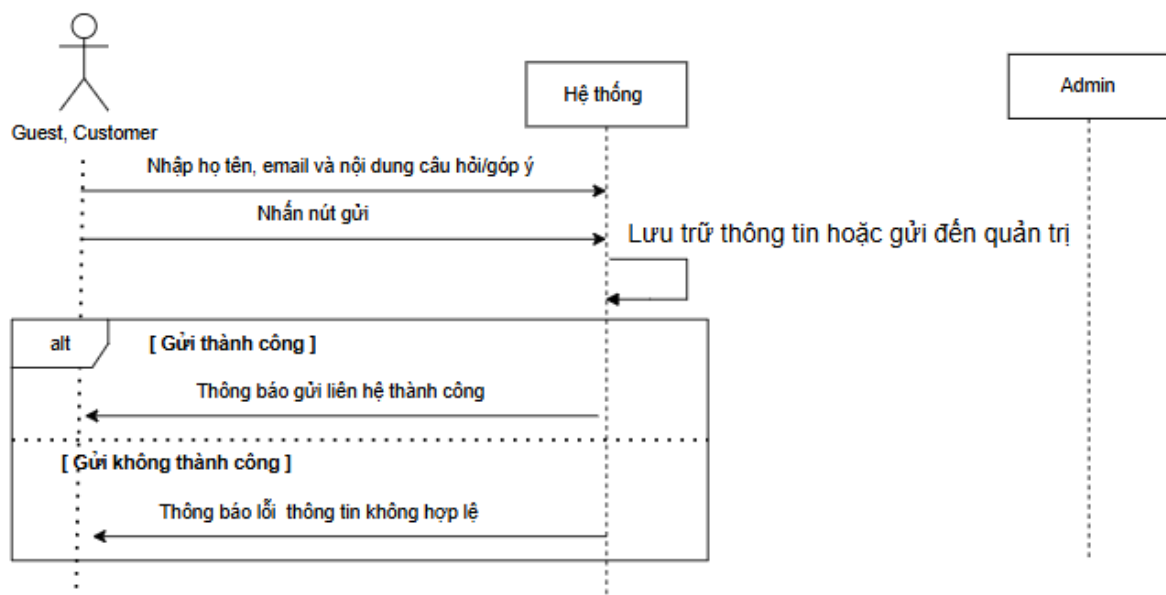 Guest, Customer
Hệ thống
Admin
Nhập họ tên, email và nội dung câu hỏi/góp ý
Nhấn nút gửi
Lưu trữ thông tin hoặc gửi đến quản trị
alt
[ Gửi thành công ]
Thông báo gửi liên hệ thành công
[ Gửi không thành công ]
Thông báo lỗi thông tin không hợp lệ